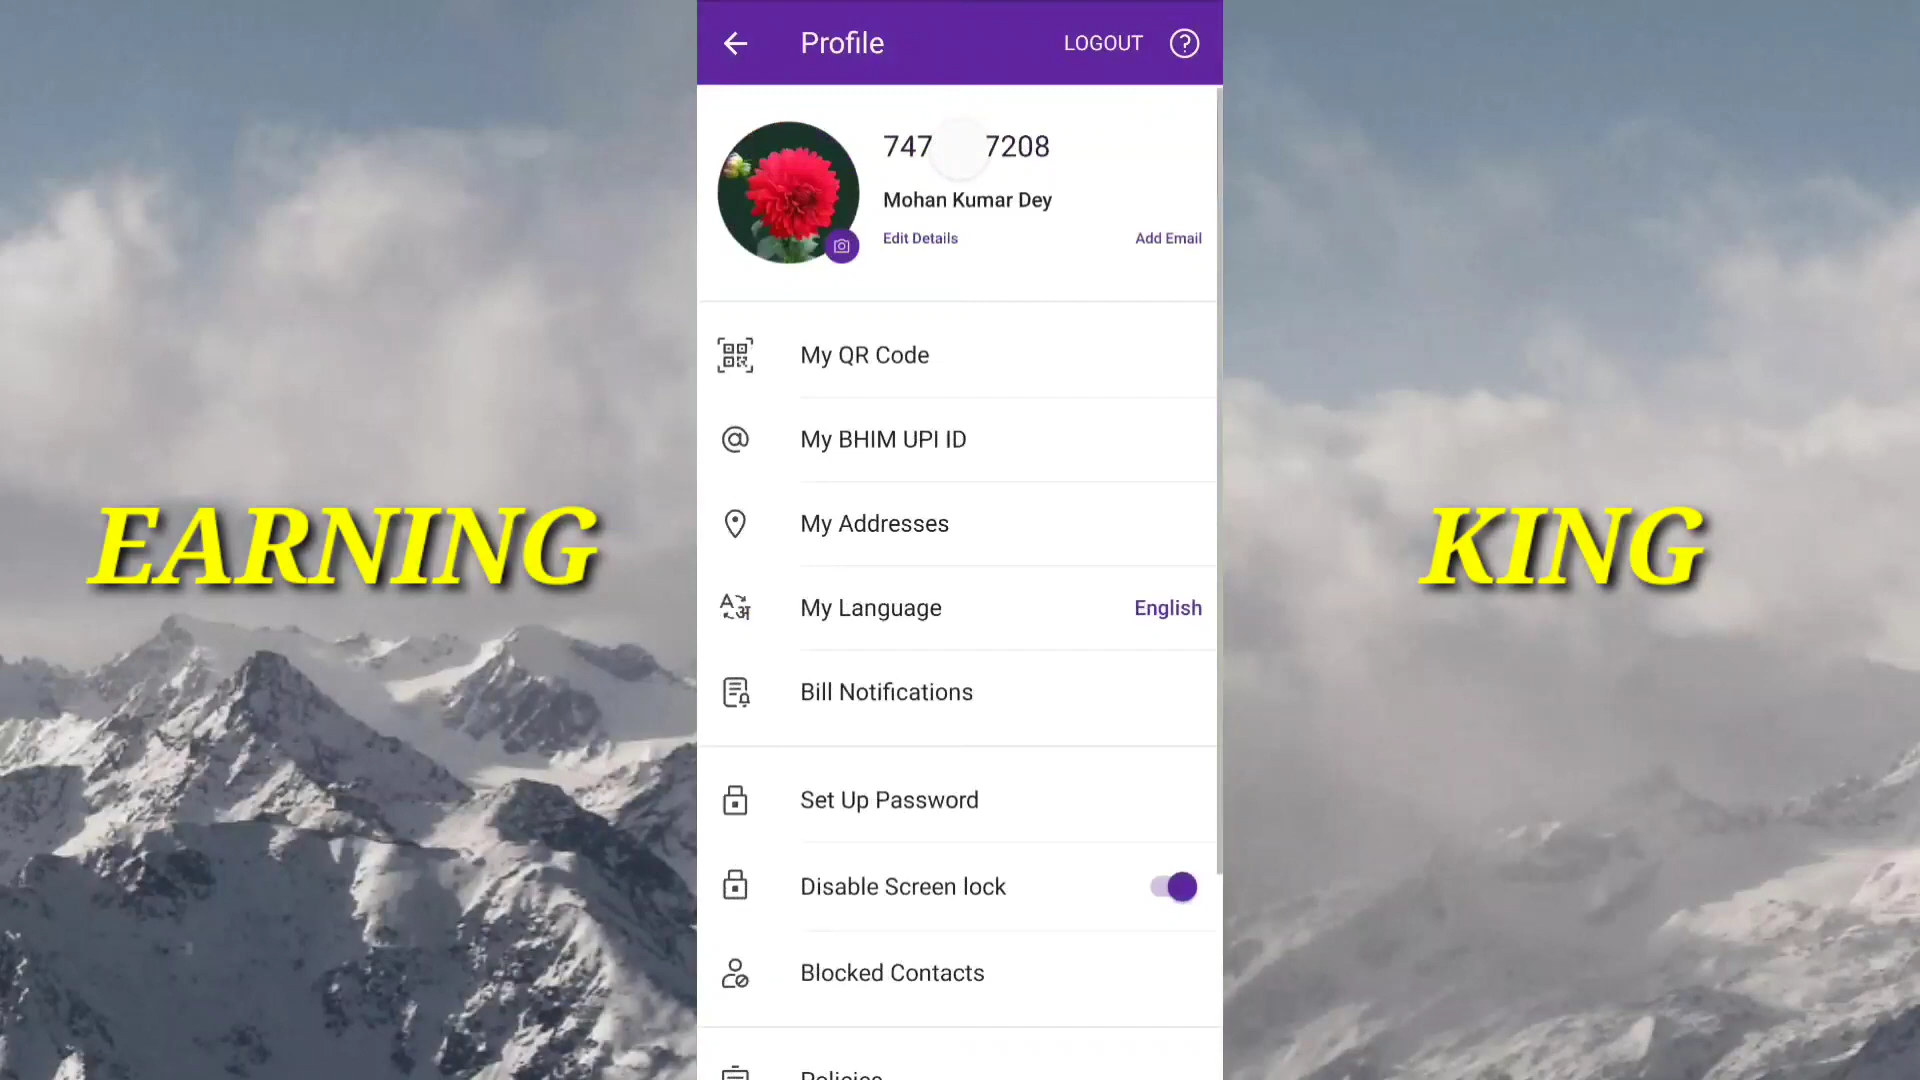 Profile
LOGOUT
747 7208
Mohan Kumar Dey
Edit Details
Add Email
My QR Code
My BHIM UPI ID
My Addresses
EARNING
KING
My Language
English
Bill Notifications
Set Up Password
Disable Screen lock
Blocked Contacts
Policies